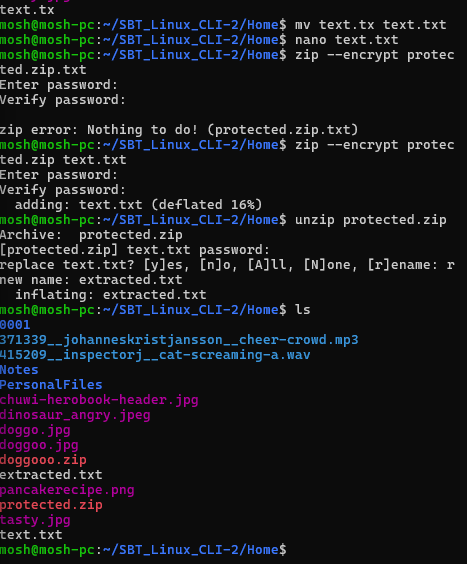 text.tx
mosh@mosh-pc:~/SBT_Linux_CLI-2/Home$ mv text.tx text.txt
mosh@mosh-pc:~/SBT_Linux_CLI-2/Home$ nano text.txt
mosh@mosh-pc:~/SBT_Linux_CLI-2/Home$ zip --encrypt protec
ted.zip.txt
Enter password:
Verify password:
zip error: Nothing to do! (protected.zip.txt)
mosh@mosh-pc:~/SBT_Linux_CLI-2/Home$ zip --encrypt protec
ted.zip text.txt
Enter password:
Verify password:
  adding: text.txt (deflated 16%)
mosh@mosh-pc:~/SBT_Linux_CLI-2/Home$ unzip protected.zip
Archive:  protected.zip
[protected.zip] text.txt password:
replace text.txt? [y]es, [n]o, [A]ll, [N]one, [r]ename: r
new name: extracted.txt
  inflating: extracted.txt
mosh@mosh-pc:~/SBT_Linux_CLI-2/Home$ ls
0001
371339__johanneskristjansson__cheer-crowd.mp3
415209__inspectorj__cat-screaming-a.wav
Notes
PersonalFiles
chuwi-herobook-header.jpg
dinosaur_angry.jpeg
doggo.jpg
doggoo.jpg
doggooo.zip
extracted.txt
pancakerecipe.png
protected.zip
tasty.jpg
text.txt
mosh@mosh-pc:~/SBT_Linux_CLI-2/Home$